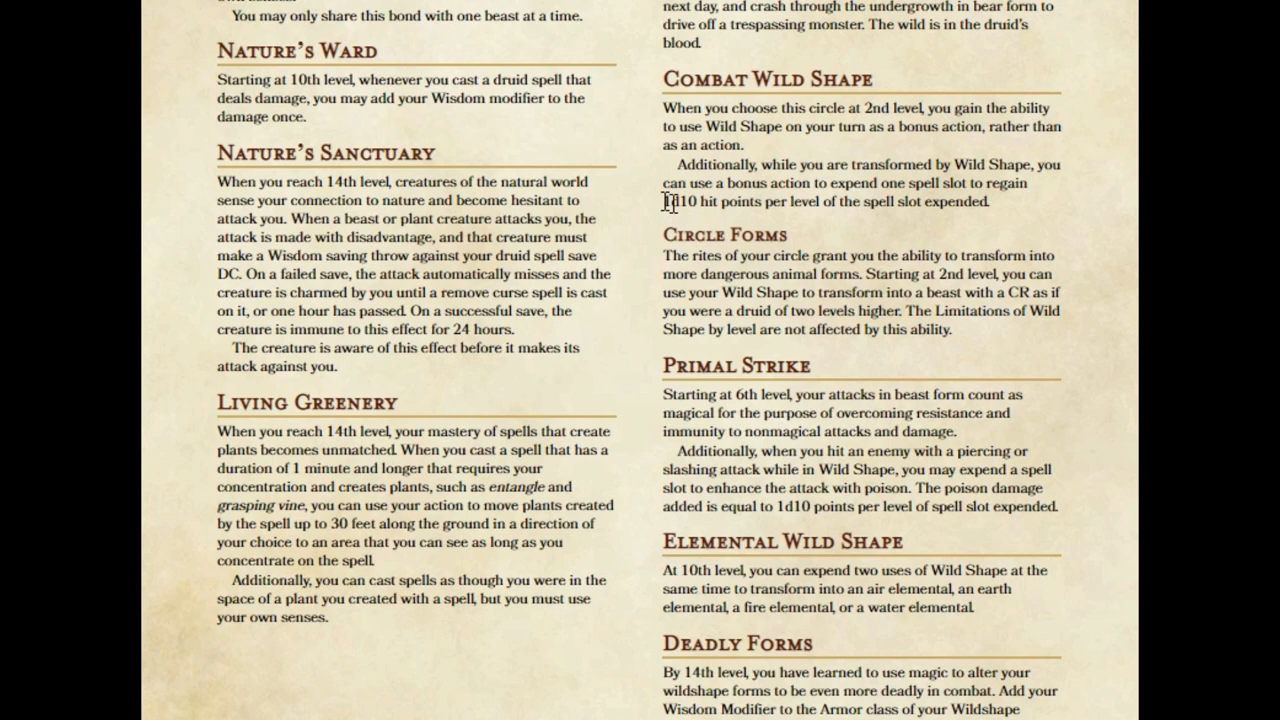 You may only share this bond with one beast at a time.
Nature's Ward
Starting at 10th level, whenever you cast a druid spell that
deals damage, you may add your Wisdom modifier to the
damage once.
Nature's Sanctuary
When you reach 14th level, creatures of the natural world
sense your connection to nature and become hesitant to
attack you. When a beast or plant creature attacks you, the
attack is made with disadvantage, and that creature must
make a Wisdom saving throw against your druid spell save
DC. On a failed save, the attack automatically misses and the
creature is charmed by you until a remove curse spell is cast
on it, or one hour has passed. On a successful save, the
creature is immune to this effect for 24 hours.
The creature is aware of this effect before it makes its
attack against you.
Living Greenery
When you reach 14th level, your mastery of spells that create
plants becomes unmatched. When you cast a spell that has a
duration of 1 minute and longer that requires your
concentration and creates plants, such as entangle and
grasping vine, you can use your action to move plants created
by the spell up to 30 feet along the ground in a direction of
your choice to an area that you can see as long as you
concentrate on the spell.
Additionally, you can cast spells as though you were in the
space of a plant you created with a spell, but you must use
your own senses.
next day, and crash through the undergrowth in bear form to
drive off a trespassing monster. The wild is in the druid's
blood.
Combat Wild Shape
When you choose this circle at 2nd level, you gain the ability
to use Wild Shape on your turn as a bonus action, rather than
as an action.
Additionally, while you are transformed by Wild Shape, you
can use a bonus action to expend one spell slot to regain
1d10 hit points per level of the spell slot expended.
Circle Forms
The rites of your circle grant you the ability to transform into
more dangerous animal forms. Starting at 2nd level, you can
use your Wild Shape to transform into a beast with a CR as if
you were a druid of two levels higher. The Limitations of Wild
Shape by level are not affected by this ability.
Primal Strike
Starting at 6th level, your attacks in beast form count as
magical for the purpose of overcoming resistance and
immunity to nonmagical attacks and damage.
Additionally, when you hit an enemy with a piercing or
slashing attack while in Wild Shape, you may expend a spell
slot to enhance the attack with poison. The poison damage
added is equal to 1d10 points per level of spell slot expended.
Elemental Wild Shape
At 10th level, you can expend two uses of Wild Shape at the
same time to transform into an air elemental, an earth
elemental, a fire elemental, or a water elemental.
Deadly Forms
By 14th level, you have learned to use magic to alter your
wildshape forms to be even more deadly in combat. Add your
Wisdom Modifier to the Armor class of your Wildshape